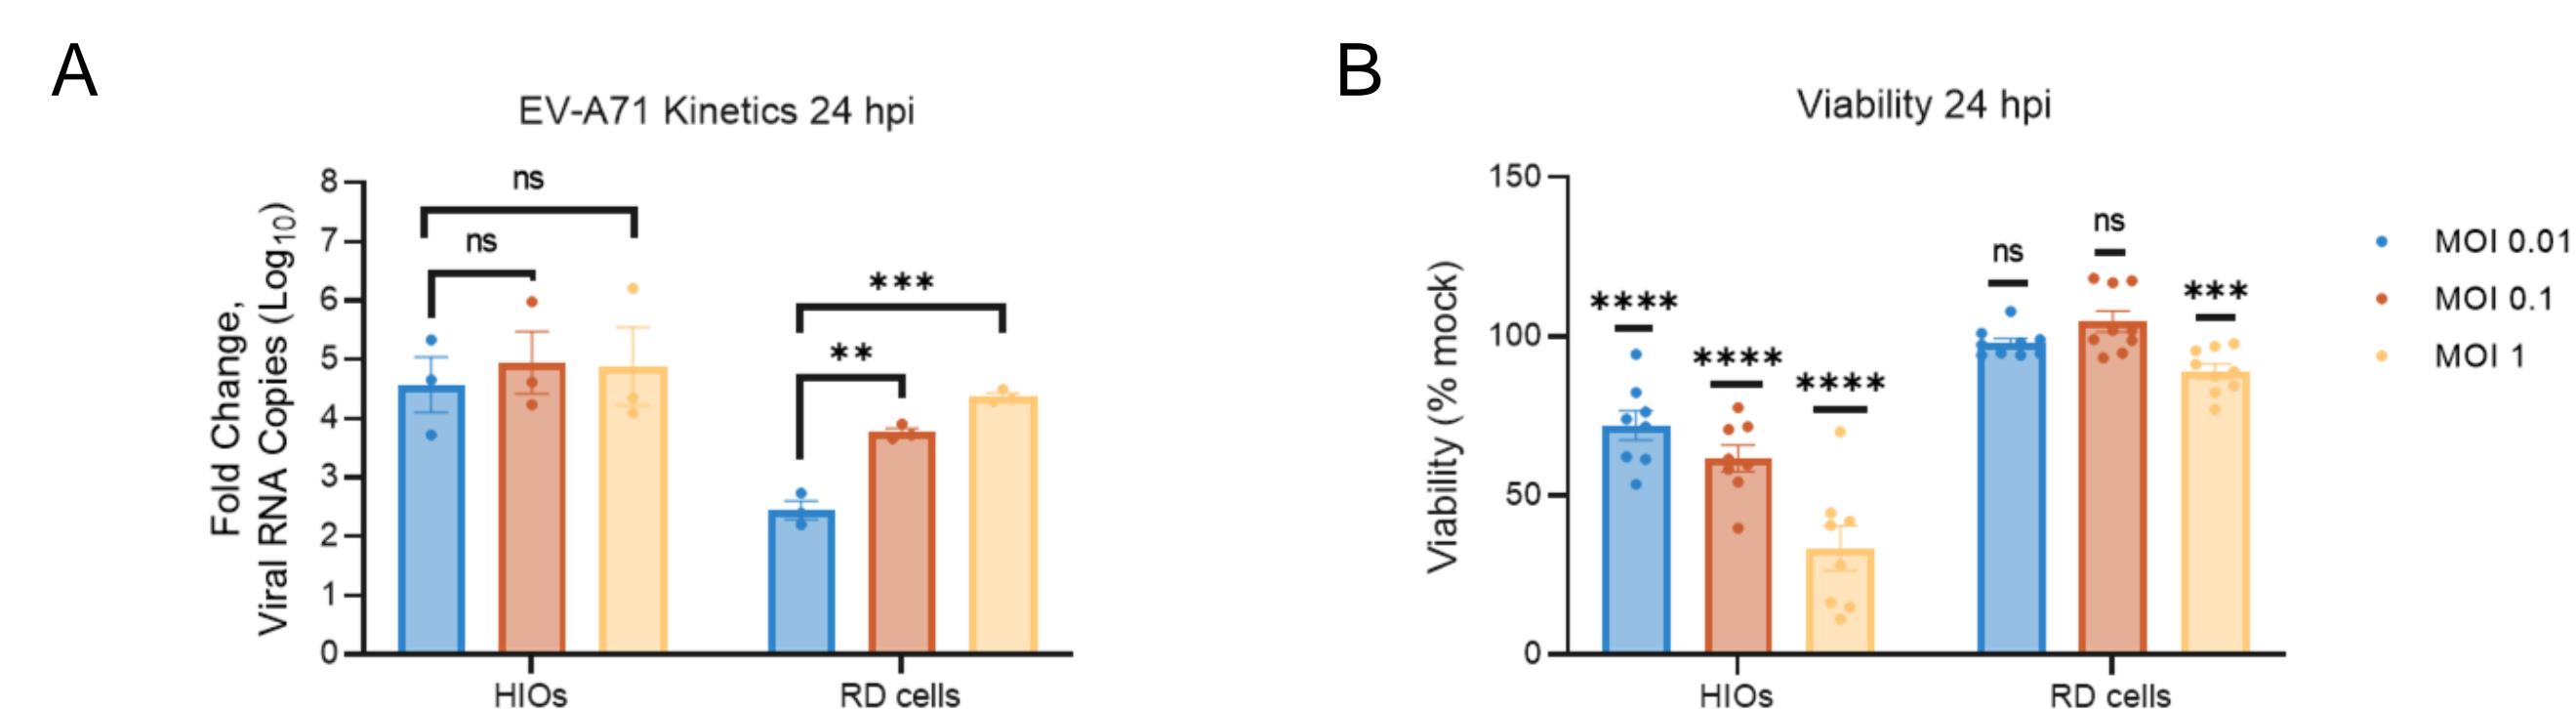 A
EV-A71 Kinetics 24 hpi
Fold Change,
Viral RNA Copies (Log10)
8
7
6
5
4
3
2
1
0
ns
ns
***
**
HIOs
RD cells
B
Viability 24 hpi
Viability (% mock)
150
100
50
0
****
****
****
ns
ns
***
HIOs
RD cells
MOI 0.01
MOI 0.1
MOI 1